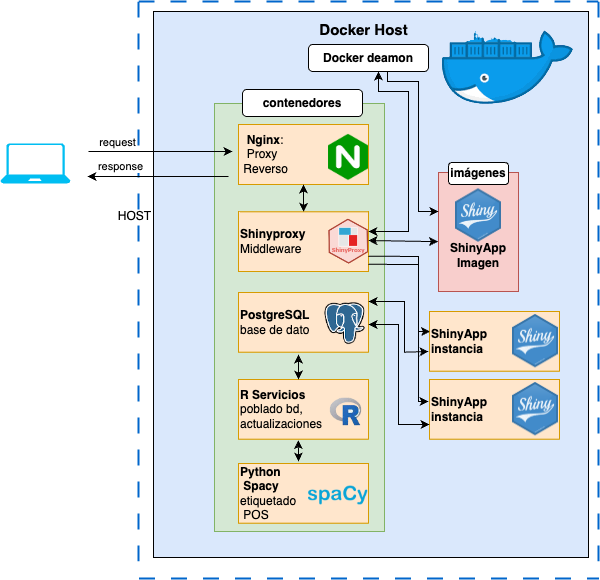 Docker Host
Docker deamon
contenedores
Nginx:
Proxy
Reverso
N
request
response
HOST
imágenes
Shiny
ShinyApp
Imagen
Shinyproxy
Middleware
ShinyProxy
PostgreSQL
base de dato
ShinyApp
instancia
Shiny
R Servicios
poblado bd,
actualizaciones
R
ShinyApp
instancia
Shiny
Python
Spacy
etiquetado
POS
spaCy